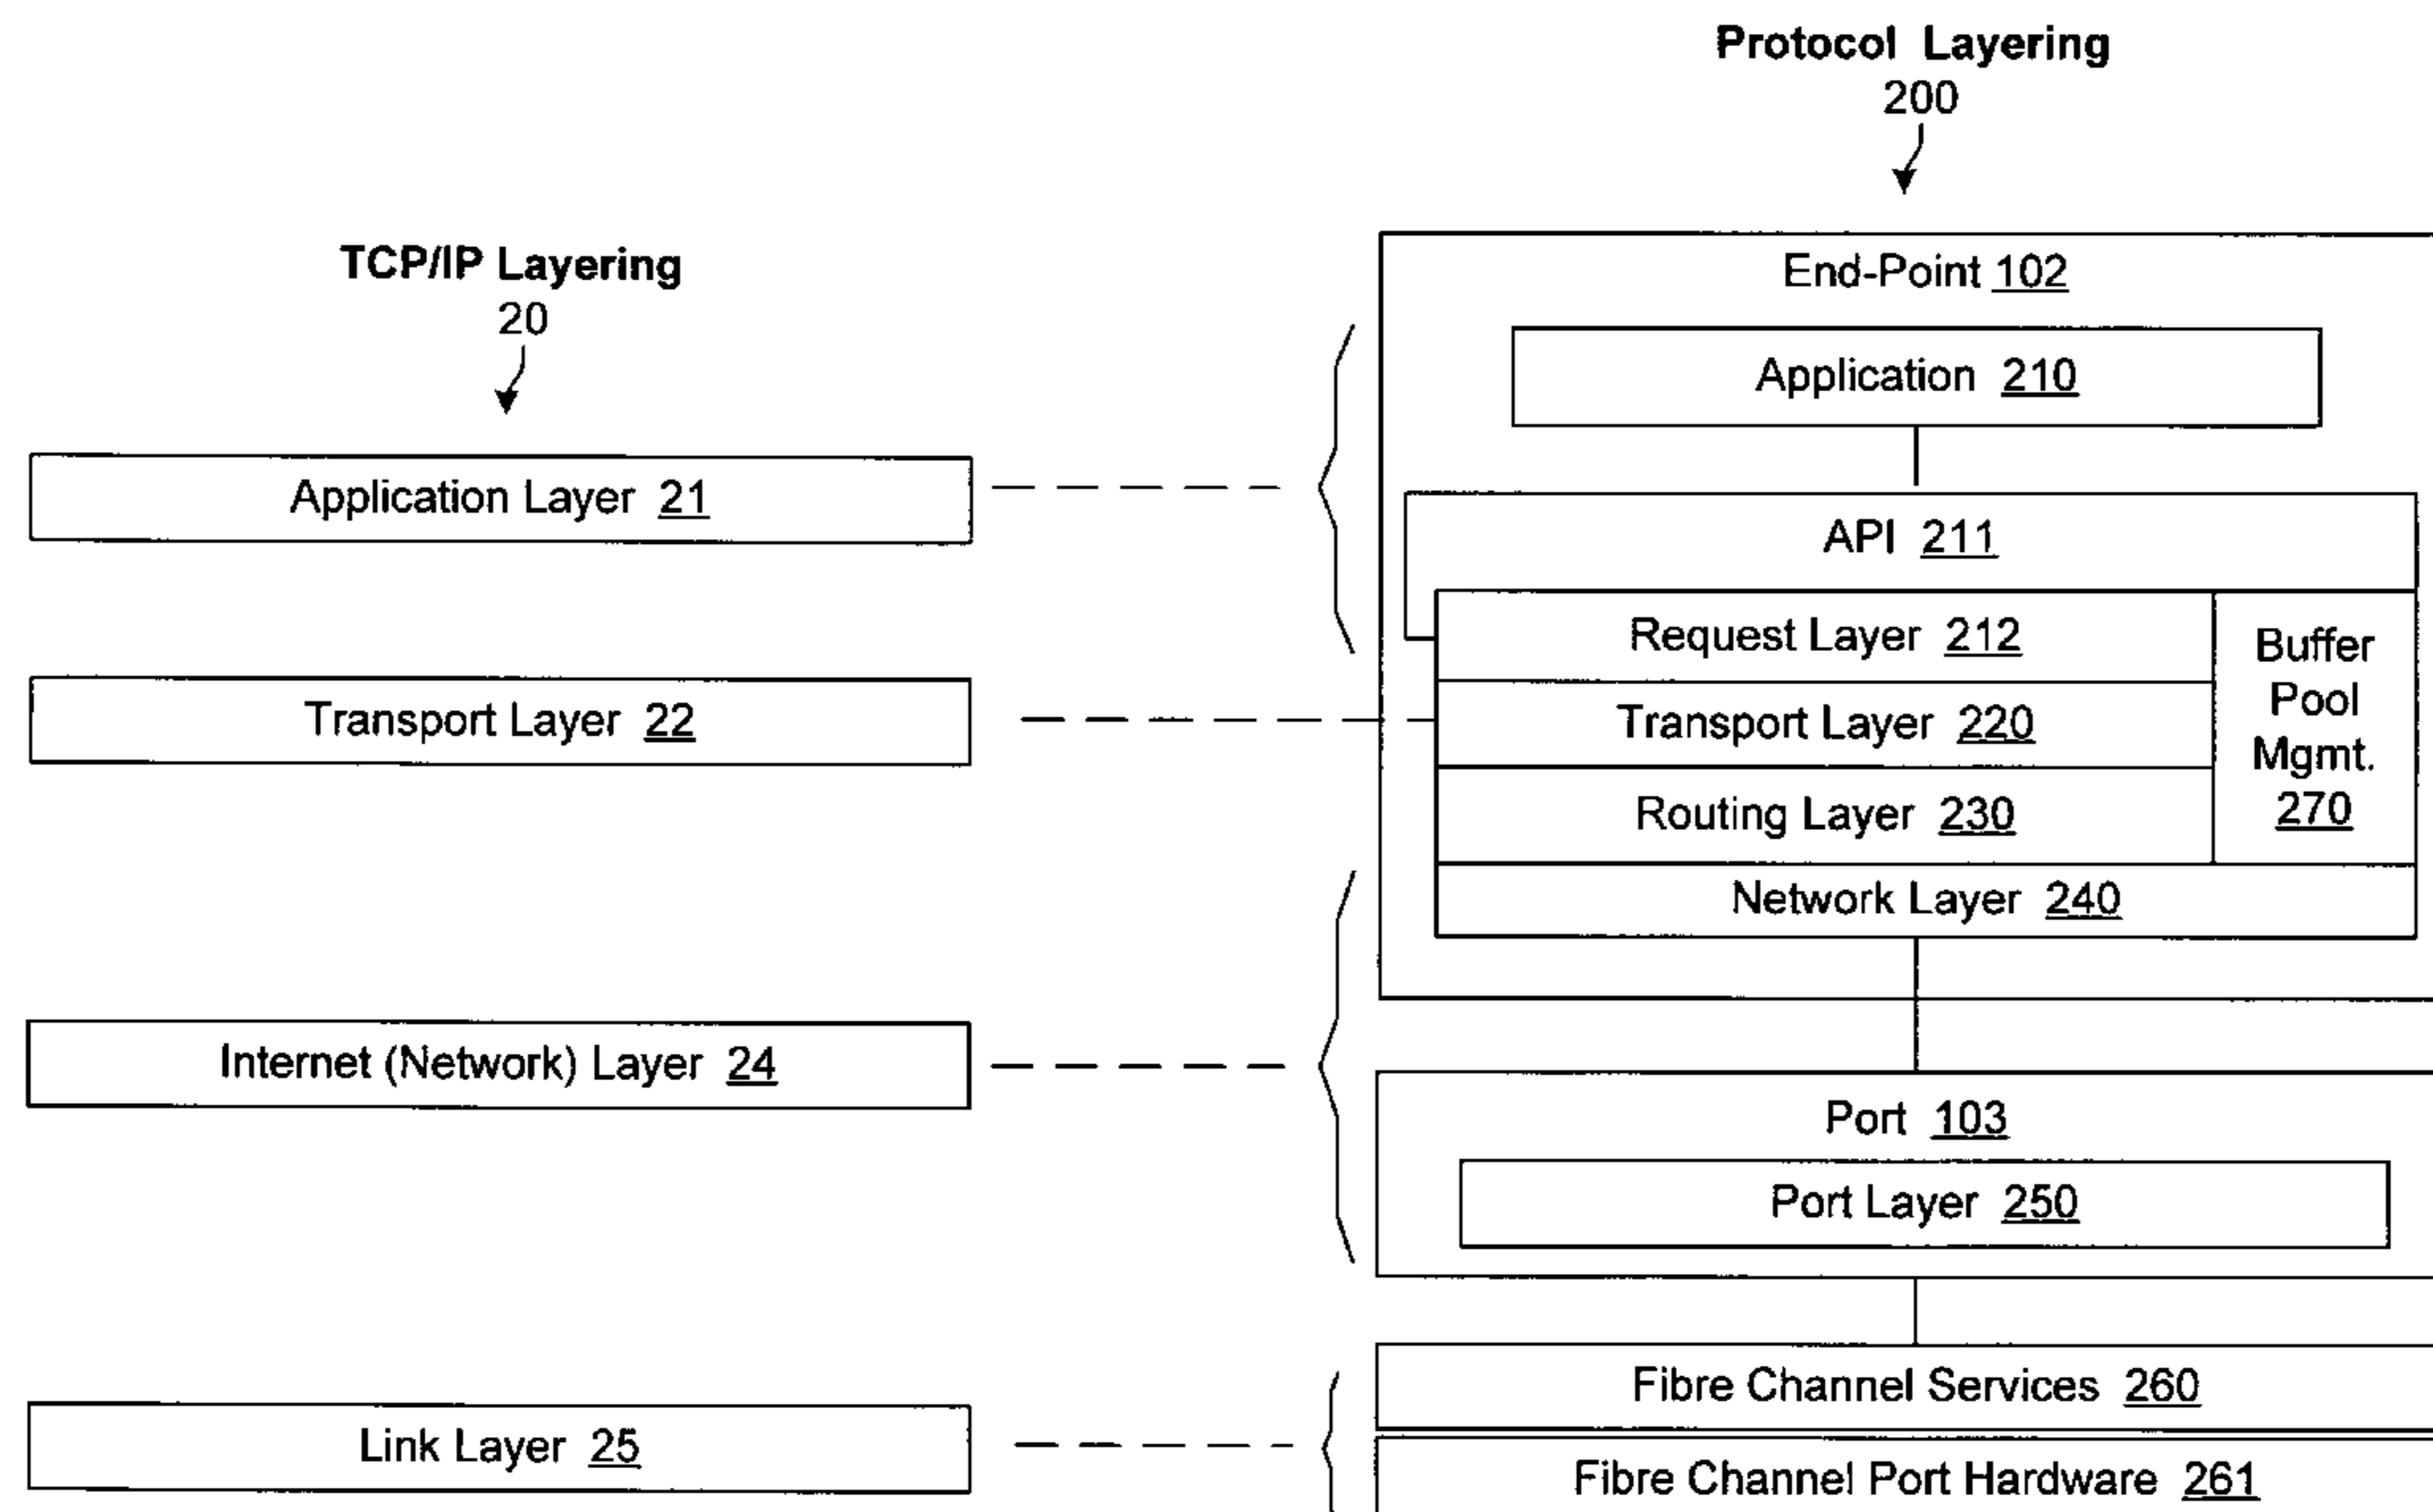 Protocol Layering
200
TCP/IP Layering
20
End-Point 102
Application 210
Application Layer 21
API 211
Request Layer 212
Buffer
Pool
Mgmt.
270
Transport Layer 22
Transport Layer 220
Routing Layer 230
Network Layer 240
Internet (Network) Layer 24
Port 103
Port Layer 250
Fibre Channel Services 260
Link Layer 25
Fibre Channel Port Hardware 261